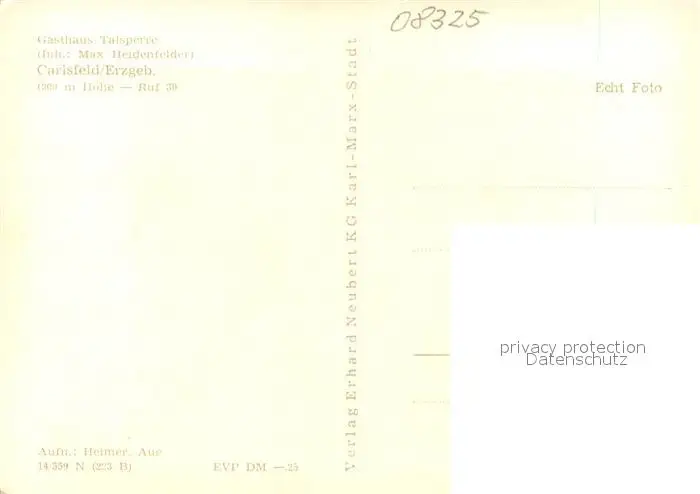 08325
Gasthaus Talsperre
(Inh.: Max Heidenfelder)
Carlsfeld/Erzgeb.
m Höhe — Ruf 39
Verlag Erhard Neubert KG Karl-Marx-Stadt
Echt Foto
privacy protection
Datenschutz
Aufn.: Heimer, Aue
14 359 N (223 B)
EVP DM —.25